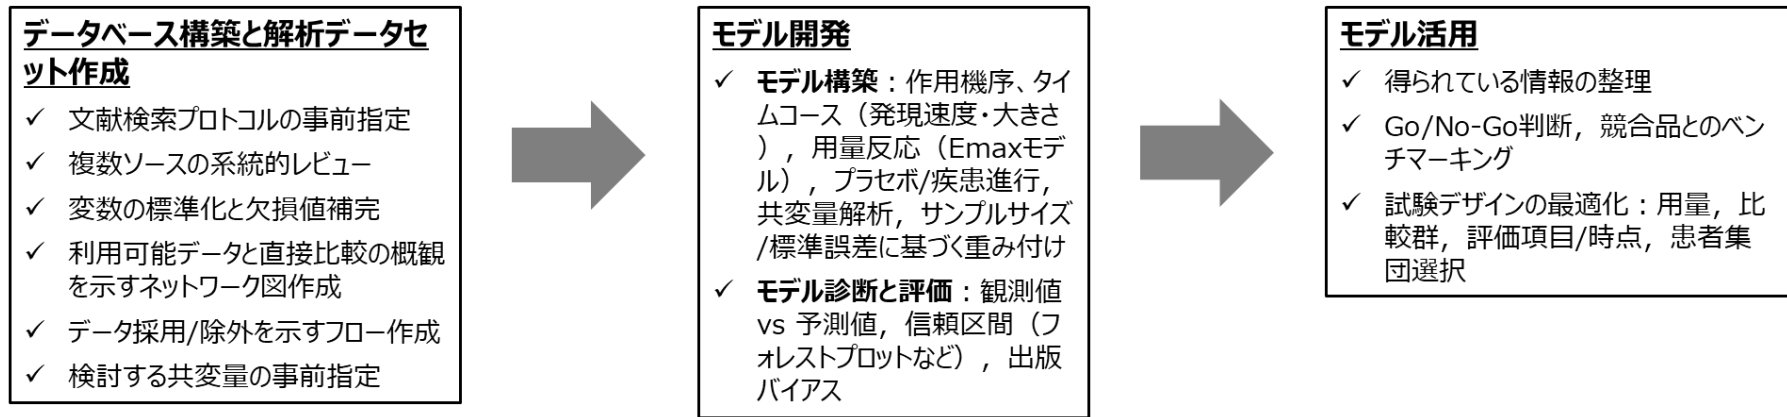 データベース構築と解析データセ
ット作成
✓ 文献検索プロトコルの事前指定
✓ 複数ソースの系統的レビュー
✓ 変数の標準化と欠損値補完
✓ 利用可能データと直接比較の概観
を示すネットワーク図作成
✓ データ採用/除外を示すフロー作成
✓ 検討する共変量の事前指定
モデル開発
✓ モデル構築：作用機序、タイ
ムコース（発現速度・大きさ
），用量反応（Emaxモデ
ル），プラセボ/疾患進行，
共変量解析，サンプルサイズ
/標準誤差に基づく重み付け
✓ モデル診断と評価：観測値
vs 予測値，信頼区間（フ
ォレストプロットなど），出版
バイアス
モデル活用
✓ 得られている情報の整理
✓ Go/No-Go判断，競合品とのベン
チマーキング
✓ 試験デザインの最適化：用量，比
較群，評価項目/時点，患者集
団選択